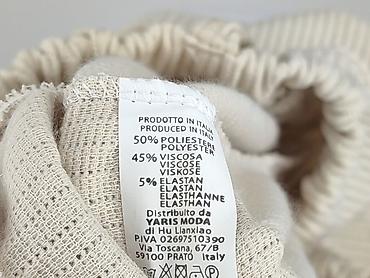 PRODOTTO IN ITALIA
PRODUCED IN ITALY
50% POLIESTERE
POLYESTER
45% VISCOSA
VISCOSE
VISKOSE
5% ELASTAN
ELASTAN
ELASTHANNE
ELASTHAN
Distribuito da
YARIS MODA
di Hu Lianxiao
P.IVA 02697510390
Via Toscana, 67/B
59100 PRATO Italy